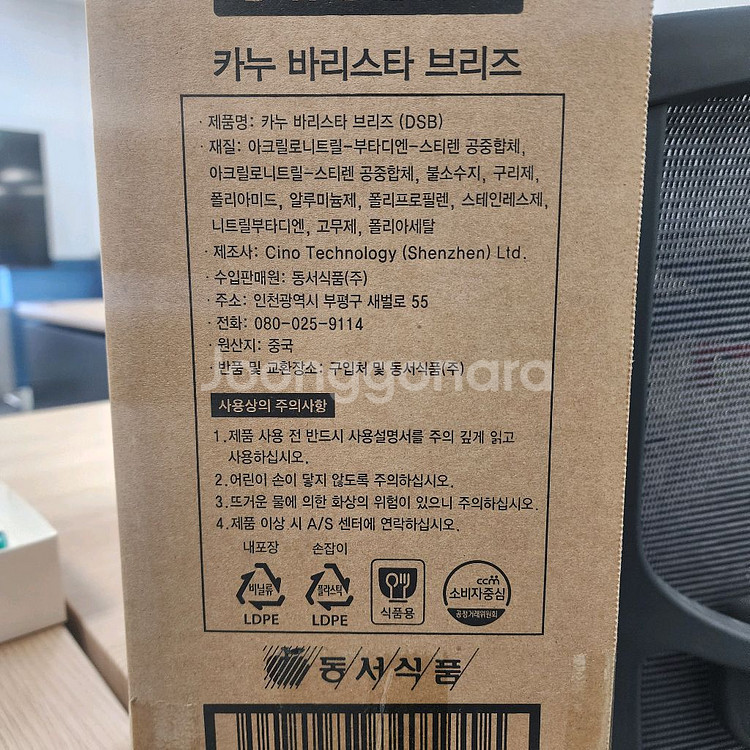 카누 바리스타 브리즈
· 제품명: 카누 바리스타 브리즈 (DSB)
· 재질: 아크릴로니트릴-부타디엔-스티렌 공중합체,
아크릴로니트릴-스티렌 공중합체, 불소수지, 구리제,
폴리아미드, 알루미늄제, 폴리프로필렌, 스테인레스제,
니트릴부타디엔, 고무제, 폴리아세탈
· 제조사: Cino Technology (Shenzhen) Ltd.
· 수입판매원: 동서식품(주)
· 주소: 인천광역시 부평구 새벌로 55
· 전화: 080-025-9114
· 원산지: 중국
· 반품 및 교환장소: 구입처 및 동서식품(주)
Joonggonara
사용상의 주의사항
1.제품 사용 전 반드시 사용설명서를 주의 깊게 읽고
사용하십시오.
2.어린이 손이 닿지 않도록 주의하십시오.
3.뜨거운 물에 의한 화상의 위험이 있으니 주의하십시오.
4.제품 이상 시 A/S 센터에 연락하십시오.
내포장 손잡이
비닐류 플라스틱 식품용 ccm 소비자중심 공정거래위원회
LDPE LDPE
동서식품